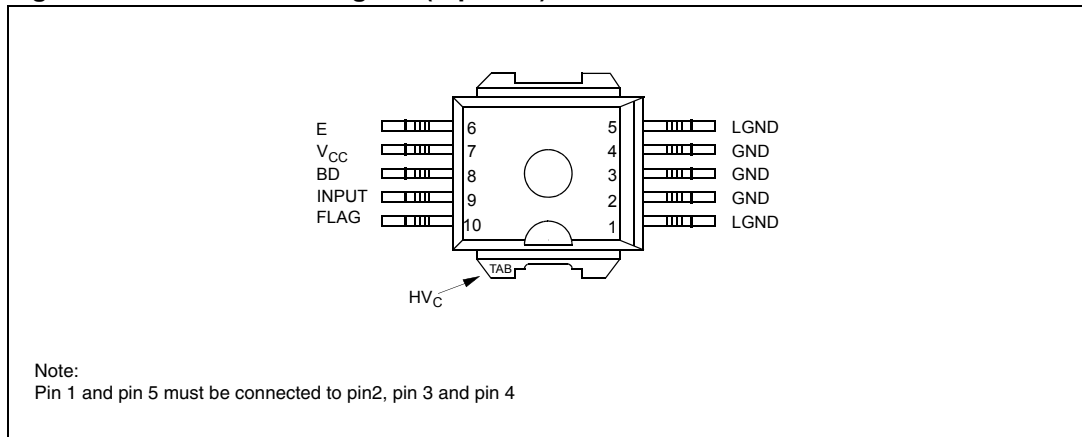 E 6 5 LGND
V_CC 7 4 GND
BD 8 3 GND
INPUT 9 2 GND
FLAG 10 1 LGND
TAB
HV_C
Note:
Pin 1 and pin 5 must be connected to pin2, pin 3 and pin 4